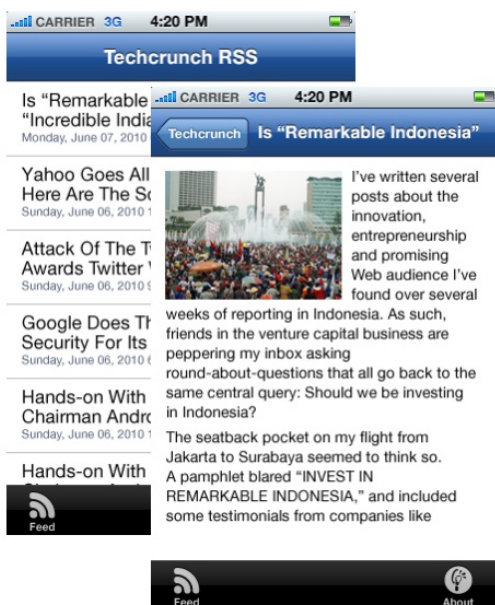 CARRIER 3G 4:20 PM
Techcrunch RSS
Is “Remarkable
“Incredible India
Monday, June 07, 2010
Yahoo Goes All
Here Are The
Sunday, June 06, 2010
Attack Of The
Awards Twitter
Sunday, June 06, 2010
Google Does
Security For Its
Sunday, June 06, 2010
Hands-on With
Chairman
Sunday, June 06, 2010
Hands-on With
Feed
CARRIER 3G 4:20 PM
Techcrunch Is “Remarkable Indonesia”
I’ve written several
posts about the
innovation,
entrepreneurship
and promising
Web audience I’ve
found over several
weeks of reporting in Indonesia. As such,
friends in the venture capital business are
peppering my inbox asking
round-about-questions that all go back to the
same central query: Should we be investing
in Indonesia?
The seatback pocket on my flight from
Jakarta to Surabaya seemed to think so.
A pamphlet blared “INVEST IN
REMARKABLE INDONESIA,” and included
some testimonials from companies like
Feed About